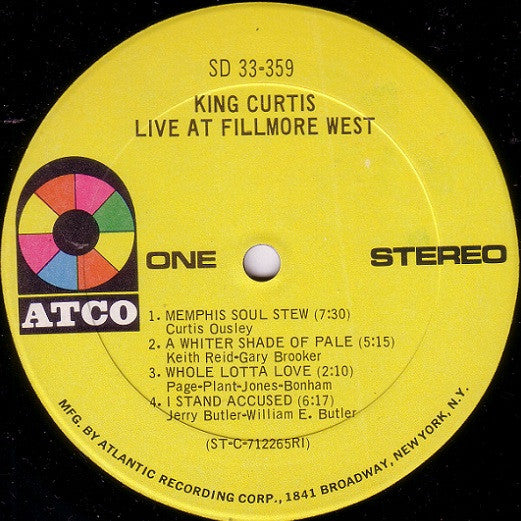 SD 33-359
KING CURTIS
LIVE AT FILLMORE WEST
ONE
STEREO
ATCO
1. MEMPHIS SOUL STEW (7:30)
Curtis Ousley
2. A WHITER SHADE OF PALE (5:15)
Keith Reid-Gary Brooker
3. WHOLE LOTTA LOVE (2:10)
Page-Plant-Jones-Bonham
4. I STAND ACCUSED (6:17)
Jerry Butler-William E. Butler
(ST-C-712265RI)
MFG. BY ATLANTIC RECORDING CORP., 1841 BROADWAY, NEW YORK, N.Y.